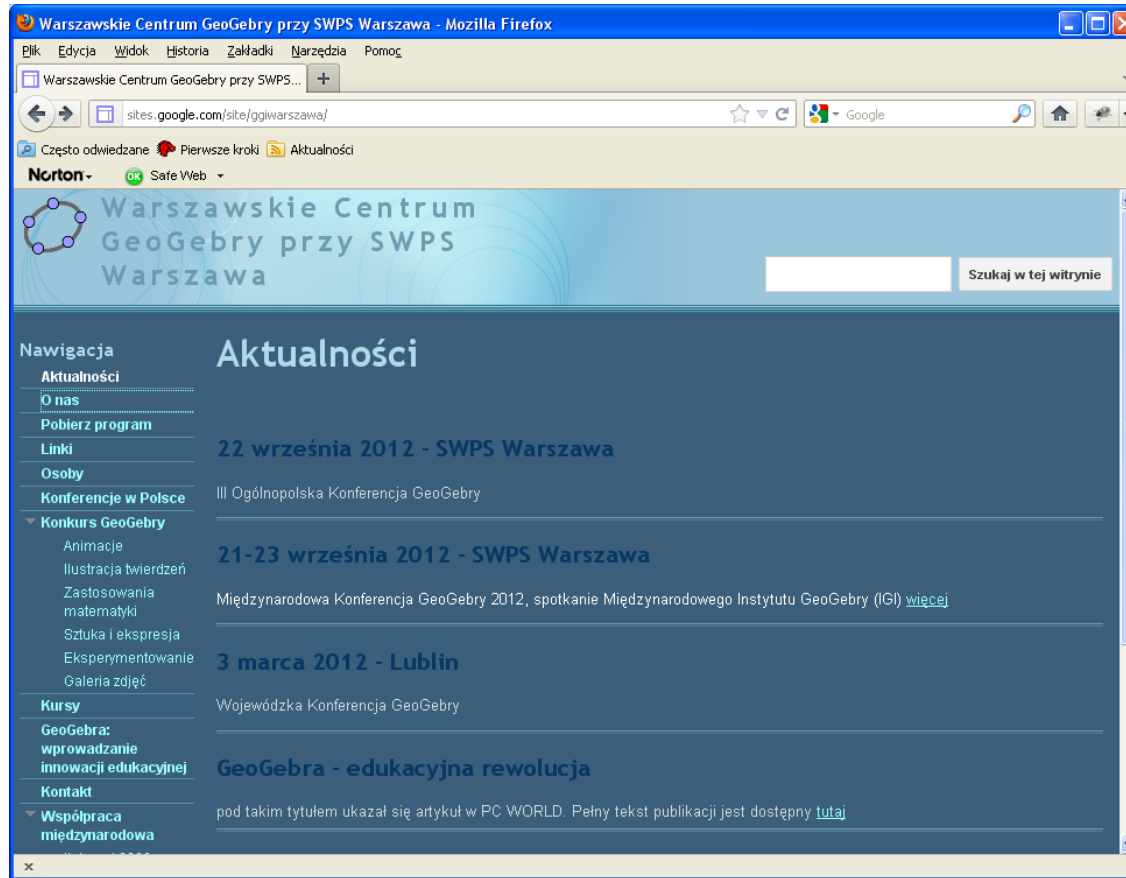 Warszawskie Centrum GeoGebry przy SWPS Warszawa - Mozilla Firefox
Plik Edycja Widok Historia Zakładki Narzędzia Pomoc
Warszawskie Centrum GeoGebry przy SWPS... +
sites.google.com/site/ggiwarszawa/ Google
Często odwiedzane Pierwsze kroki Aktualności
Norton OK Safe Web
Warszawskie Centrum
GeoGebry przy SWPS
Warszawa
Szukaj w tej witrynie
Nawigacja
Aktualności
O nas
Pobierz program
Linki
Osoby
Konferencje w Polsce
Konkurs GeoGebry
Animacje
Ilustracja twierdzeń
Zastosowania
matematyki
Sztuka i ekspresja
Eksperymentowanie
Galeria zdjęć
Kursy
GeoGebra:
wprowadzanie
innowacji edukacyjnej
Kontakt
Współpraca
międzynarodowa
Aktualności
22 września 2012 - SWPS Warszawa
III Ogólnopolska Konferencja GeoGebry
21-23 września 2012 - SWPS Warszawa
Międzynarodowa Konferencja GeoGebry 2012, spotkanie Międzynarodowego Instytutu GeoGebry (IGI) więcej
3 marca 2012 - Lublin
Wojewódzka Konferencja GeoGebry
GeoGebra - edukacyjna rewolucja
pod takim tytułem ukazał się artykuł w PC WORLD. Pełny tekst publikacji jest dostępny tutaj